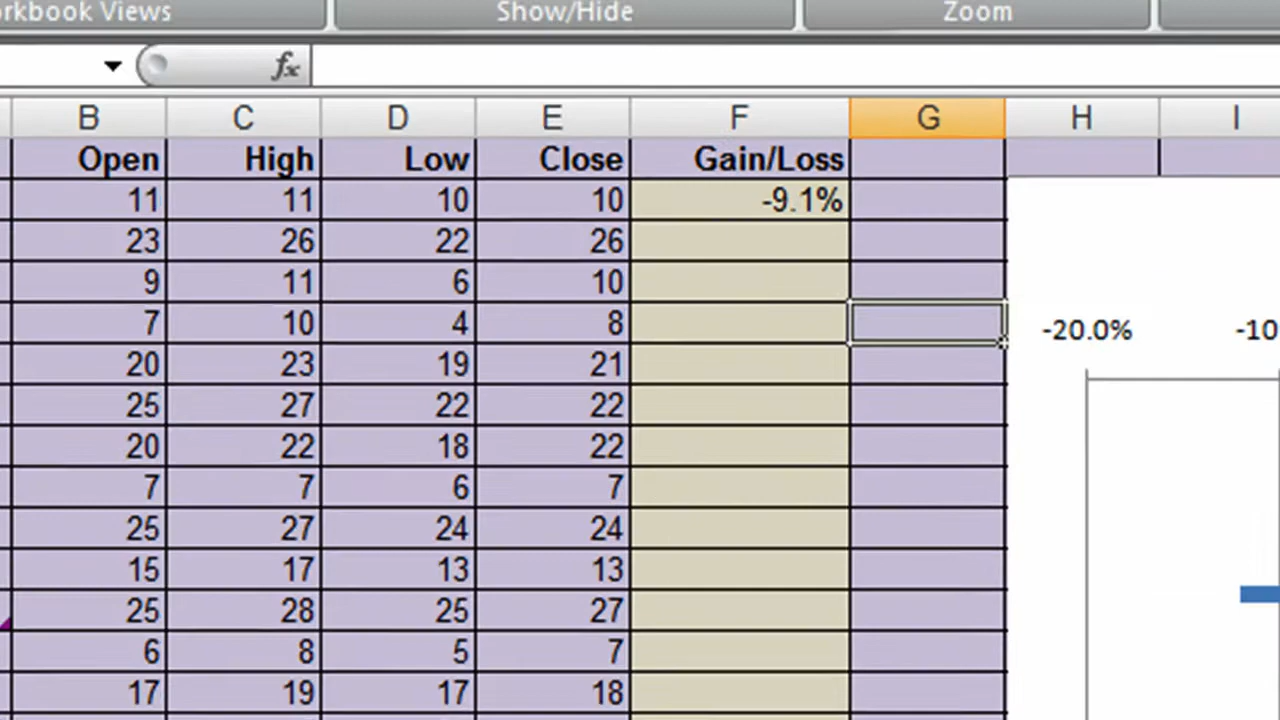 orkbook Views Show/Hide Zoom
fx
B C D E F G H I
Open High Low Close Gain/Loss
11 11 10 10 -9.1%
23 26 22 26
9 11 6 10
7 10 4 8 -20.0% -10
20 23 19 21
25 27 22 22
20 22 18 22
7 7 6 7
25 27 24 24
15 17 13 13
25 28 25 27
6 8 5 7
17 19 17 18